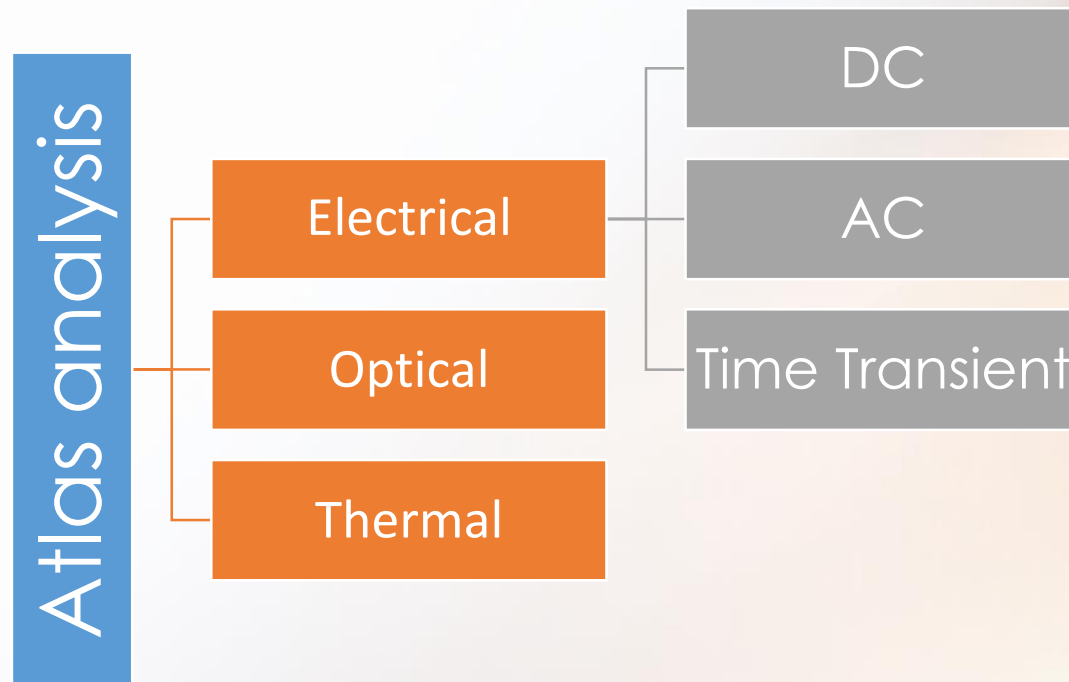 Atlas analysis
Electrical
Optical
Thermal
DC
AC
Time Transient